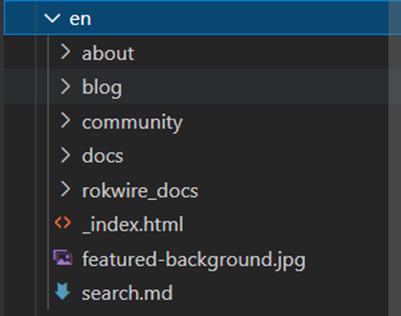 en
about
blog
community
docs
rokwire_docs
_index.html
featured-background.jpg
search.md